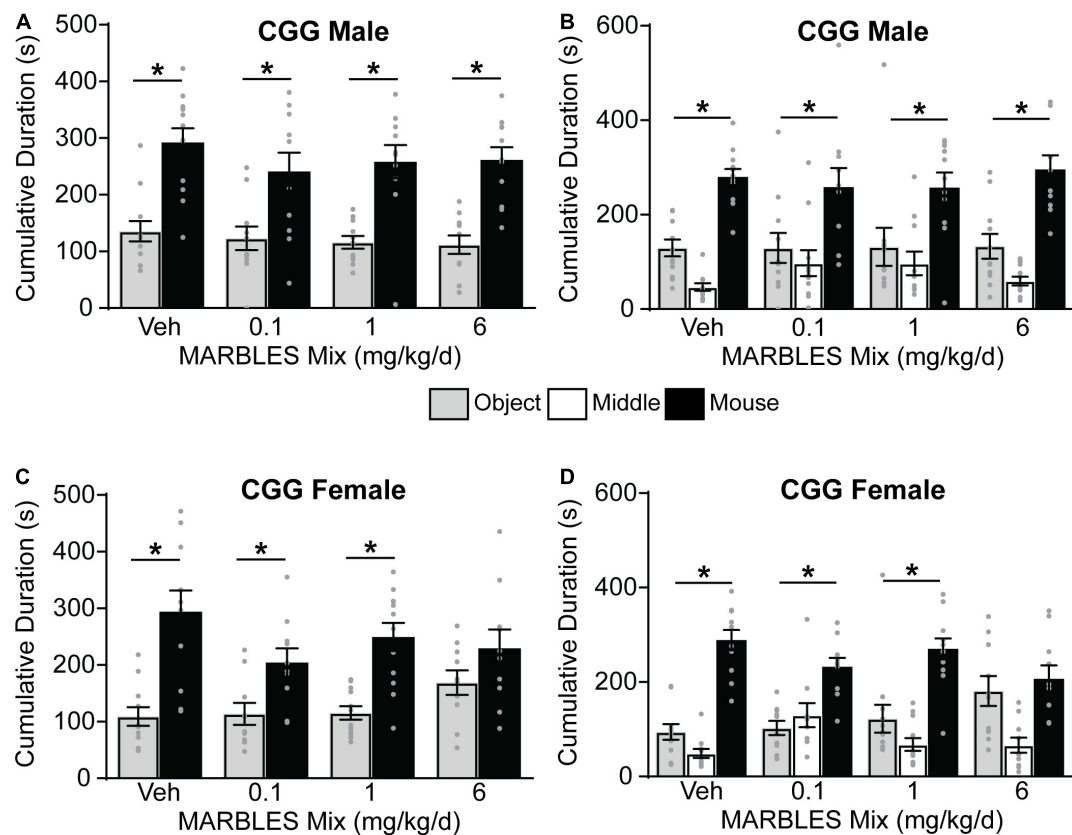 A
CGG Male
Cumulative Duration (s)
500
400
300
200
100
0
* * * *
Veh 0.1 1 6
MARBLES Mix (mg/kg/d)
B
CGG Male
Cumulative Duration (s)
600
400
200
0
* * * *
Veh 0.1 1 6
MARBLES Mix (mg/kg/d)
Object Middle Mouse
C
CGG Female
Cumulative Duration (s)
500
400
300
200
100
0
* * *
Veh 0.1 1 6
MARBLES Mix (mg/kg/d)
D
CGG Female
Cumulative Duration (s)
600
400
200
0
* * *
Veh 0.1 1 6
MARBLES Mix (mg/kg/d)